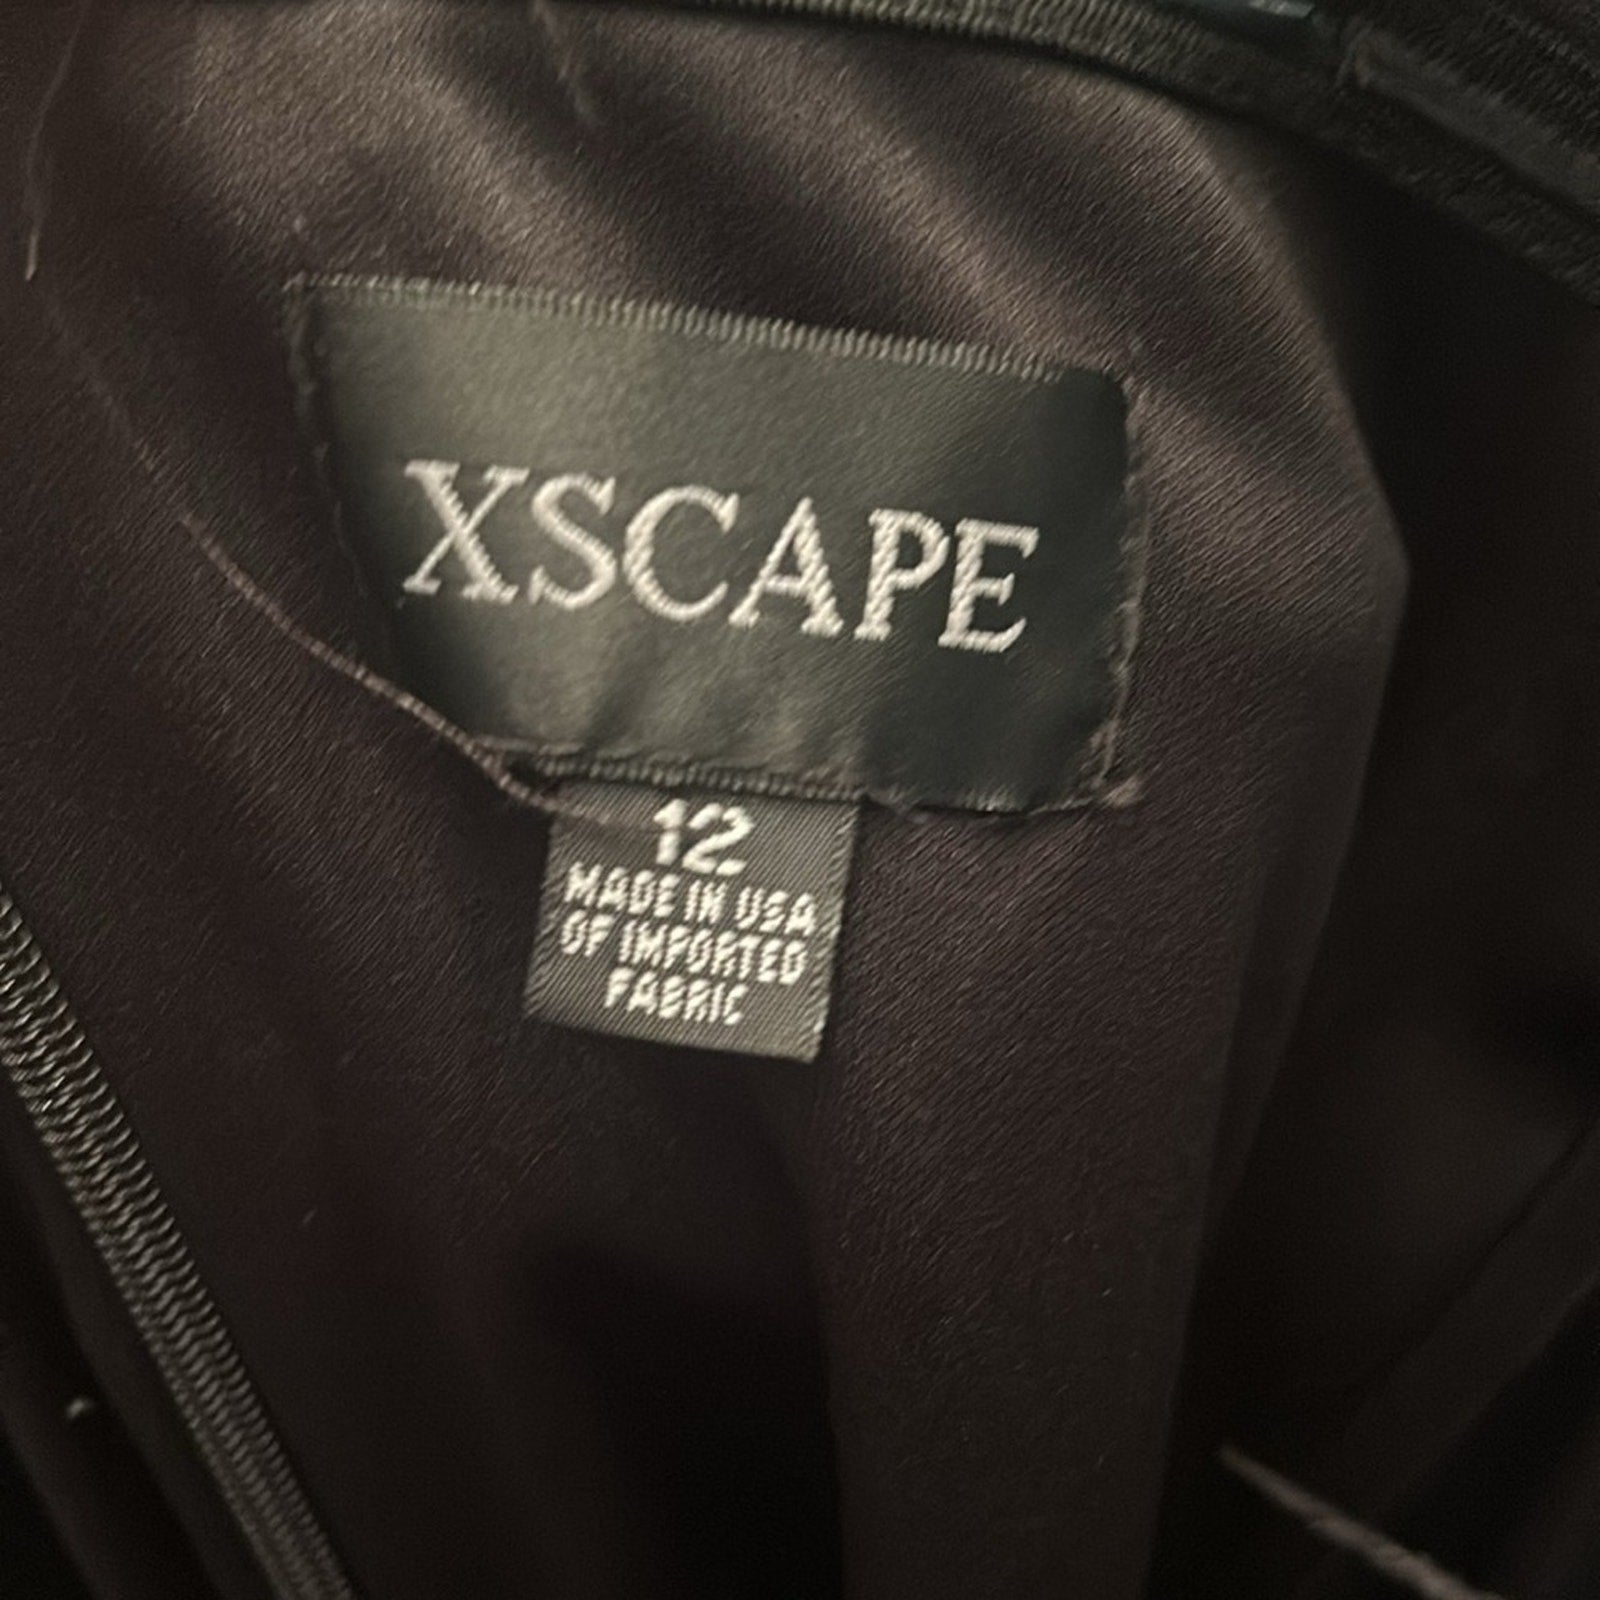 XSCAPE
12
MADE IN USA
OF IMPORTED
FABRIC